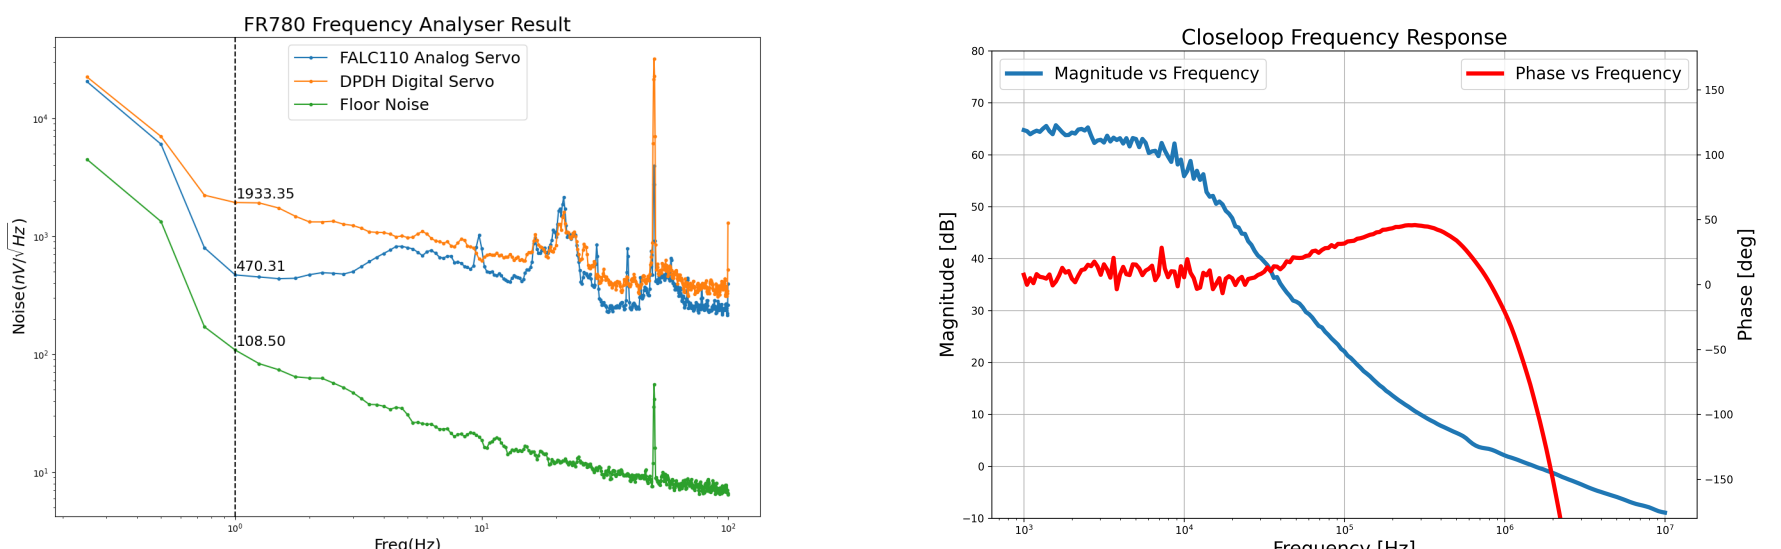 FR780 Frequency Analyser Result
FALC110 Analog Servo
DPDH Digital Servo
Floor Noise
10⁴
10³
10²
10¹
Noise(nV/√Hz)
1933.35
470.31
108.50
10⁰
10¹
10²
Freq(Hz)
Closeloop Frequency Response
Magnitude vs Frequency
Phase vs Frequency
80
70
60
50
40
30
20
10
0
−10
Magnitude [dB]
150
100
50
0
−50
−100
−150
Phase [deg]
10³
10⁴
10⁵
10⁶
10⁷
Frequency [Hz]